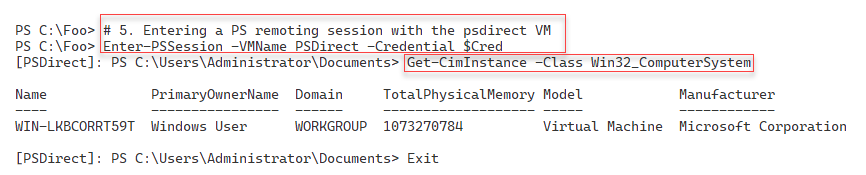 PS C:\Foo> # 5. Entering a PS remoting session with the psdirect VM
PS C:\Foo> Enter-PSSession -VMName PSDirect -Credential $Cred
[PSDirect]: PS C:\Users\Administrator\Documents> Get-CimInstance -Class Win32_ComputerSystem
Name             PrimaryOwnerName  Domain     TotalPhysicalMemory Model            Manufacturer
----             ----------------  ------     ------------------- -----            ------------
WIN-LKBCORRT59T  Windows User      WORKGROUP  1073270784          Virtual Machine  Microsoft Corporation
[PSDirect]: PS C:\Users\Administrator\Documents> Exit